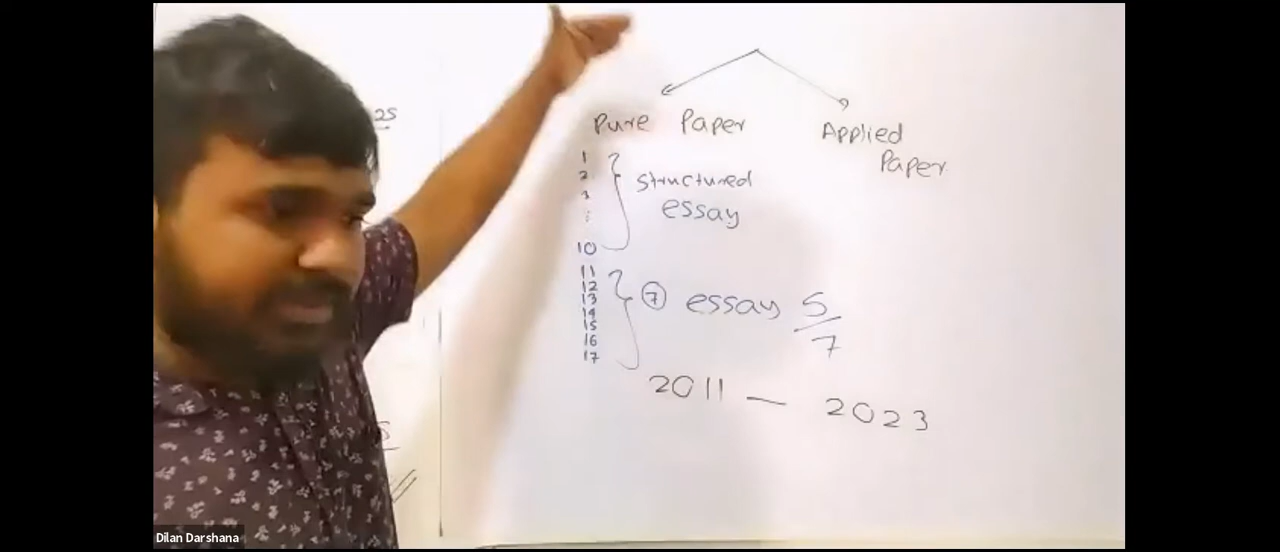 25
Pure Paper
Applied
Paper
1
2
3
:
10
structured
essay
11
12
13
14
15
16
17
7 essay 5/7
2011 — 2023
Dilan Darshana